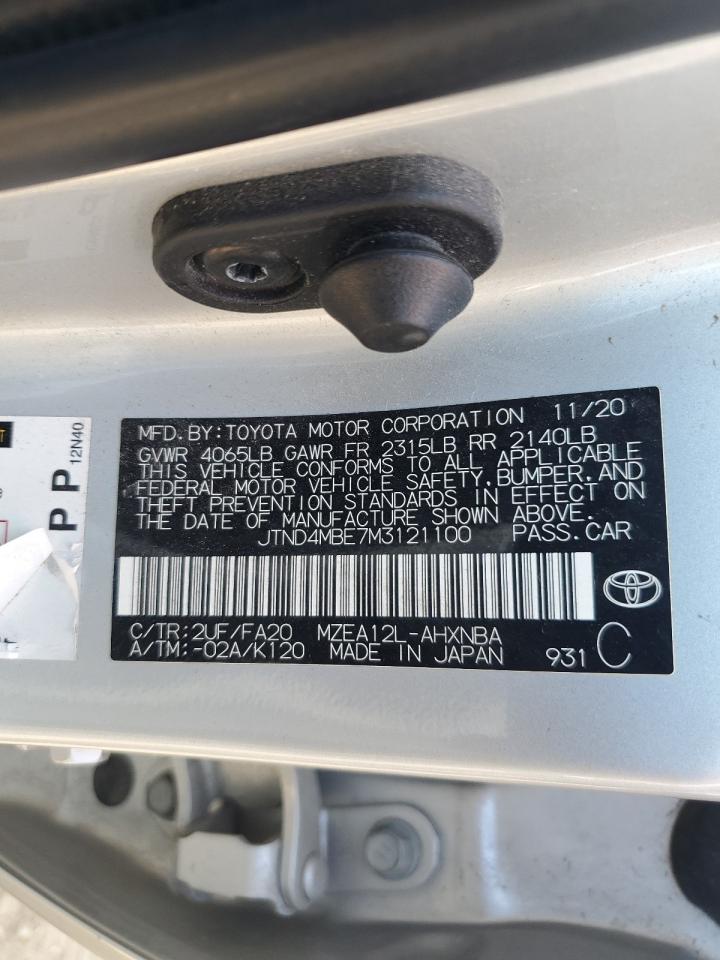 MFD. BY: TOYOTA MOTOR CORPORATION 11/20
GVWR 4065LB GAWR FR 2315LB RR 2140LB
THIS VEHICLE CONFORMS TO ALL APPLICABLE
FEDERAL MOTOR VEHICLE SAFETY, BUMPER, AND
THEFT PREVENTION STANDARDS IN EFFECT ON
THE DATE OF MANUFACTURE SHOWN ABOVE.
JTND4MBE7M3121100 PASS.CAR
C/TR:2UF/FA20 MZEA12L-AHXNBA
A/TM:-02A/K120 MADE IN JAPAN 931 C
P P 12N40